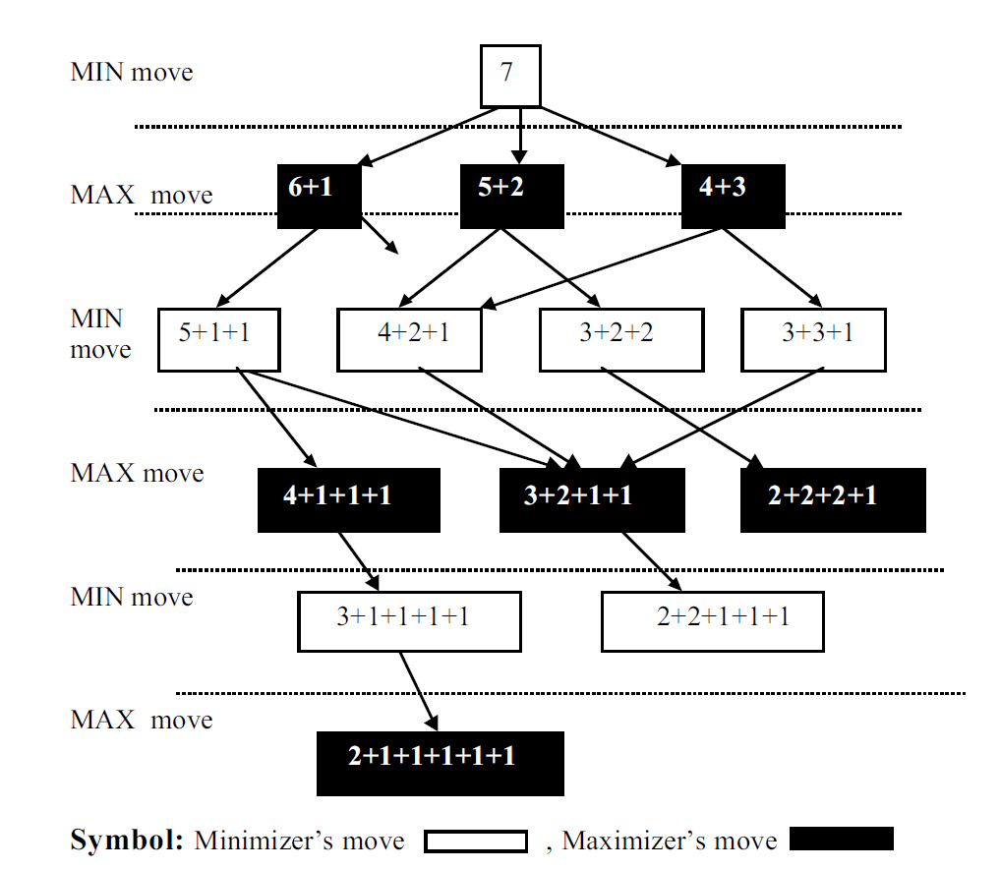 MIN move
7
MAX move
6+1
5+2
4+3
MIN
move
5+1+1
4+2+1
3+2+2
3+3+1
MAX move
4+1+1+1
3+2+1+1
2+2+2+1
MIN move
3+1+1+1+1
2+2+1+1+1
MAX move
2+1+1+1+1+1
Symbol: Minimizer's move , Maximizer's move